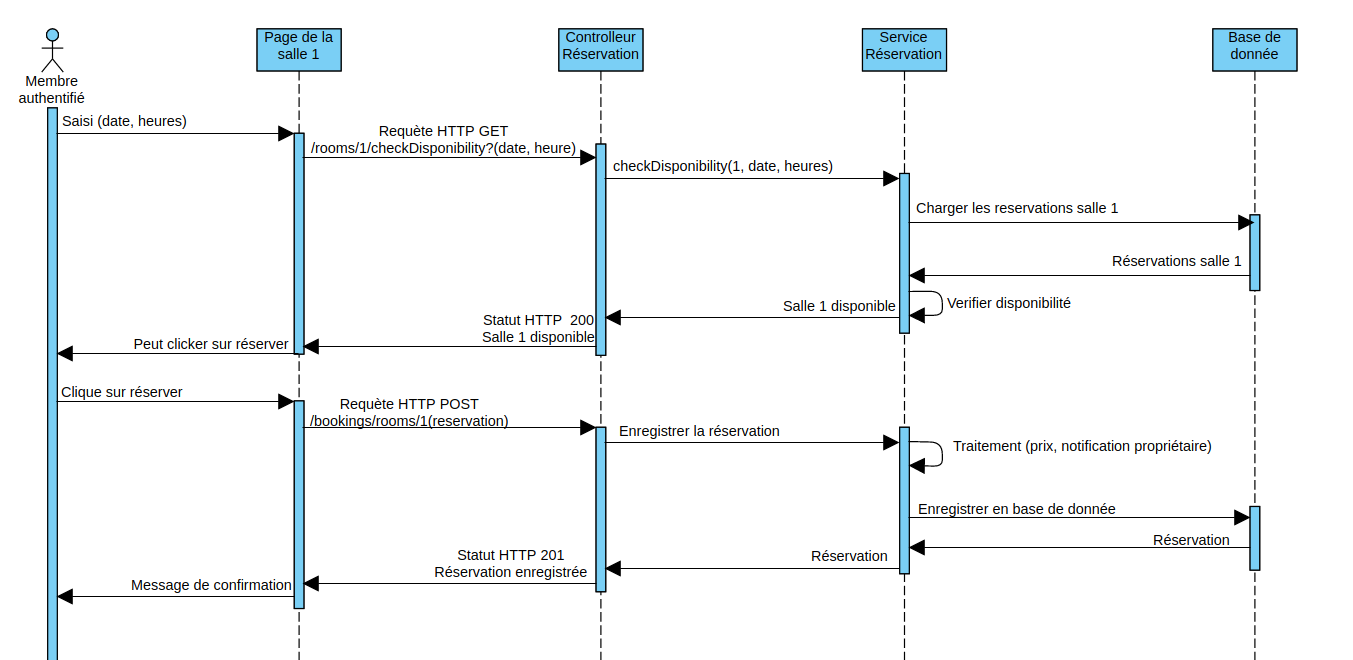 Membre
authentifié
Page de la
salle 1
Controlleur
Réservation
Service
Réservation
Base de
donnée
Saisi (date, heures)
Requète HTTP GET
/rooms/1/checkDisponibility?(date, heure)
checkDisponibility(1, date, heures)
Charger les reservations salle 1
Réservations salle 1
Verifier disponibilité
Salle 1 disponible
Statut HTTP  200
Salle 1 disponible
Peut clicker sur réserver
Clique sur réserver
Requète HTTP POST
/bookings/rooms/1(reservation)
Enregistrer la réservation
Traitement (prix, notification propriétaire)
Enregistrer en base de donnée
Réservation
Réservation
Statut HTTP 201
Réservation enregistrée
Message de confirmation